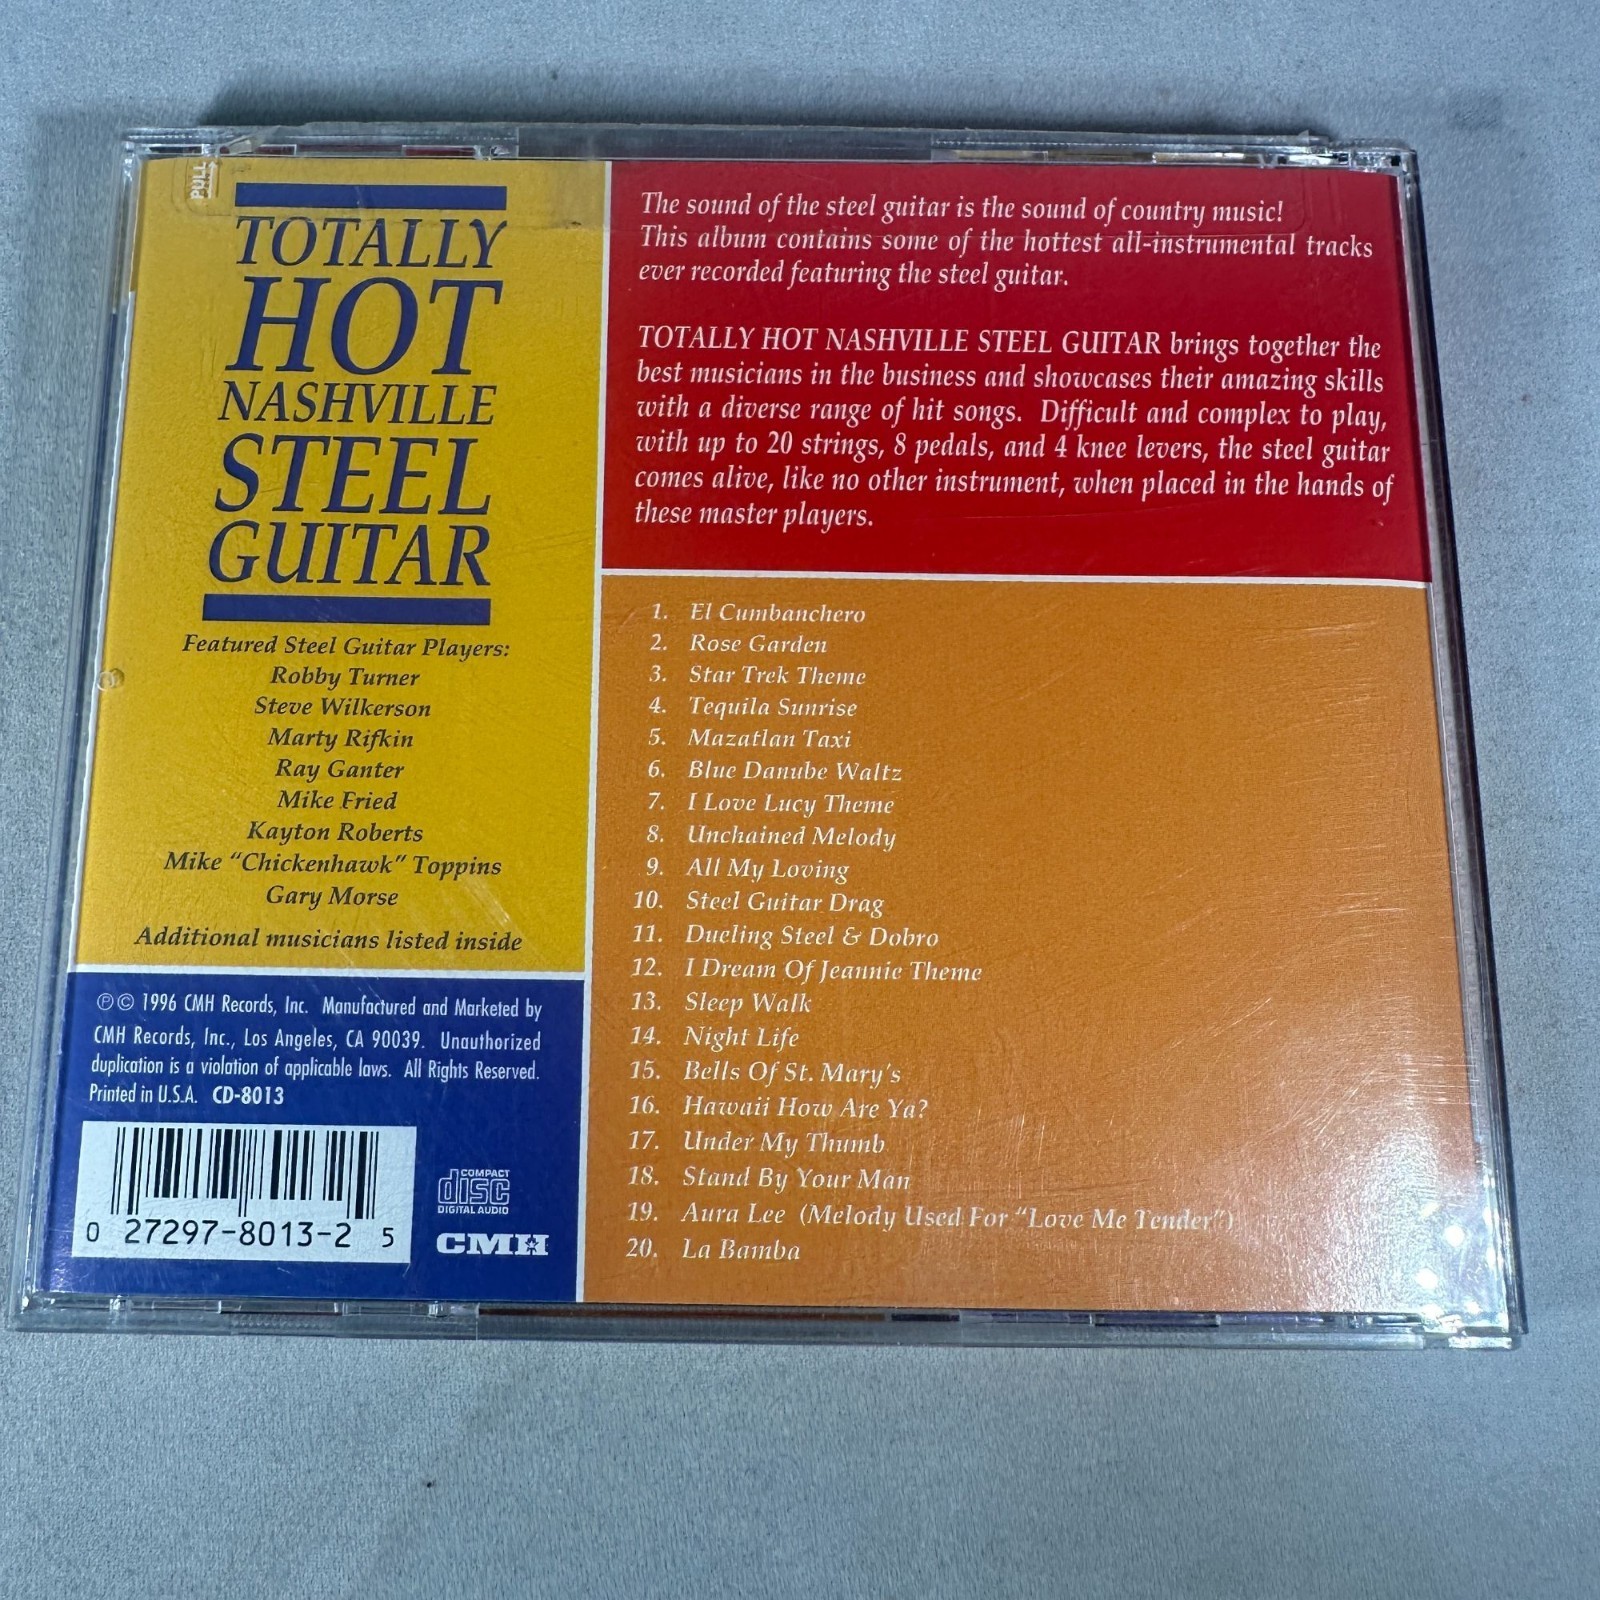 PULL
TOTALLY
HOT
NASHVILLE
STEEL
GUITAR
Featured Steel Guitar Players:
Robby Turner
Steve Wilkerson
Marty Rifkin
Ray Ganter
Mike Fried
Kayton Roberts
Mike “Chickenhawk” Toppins
Gary Morse
Additional musicians listed inside
℗© 1996 CMH Records, Inc. Manufactured and Marketed by
CMH Records, Inc., Los Angeles, CA 90039. Unauthorized
duplication is a violation of applicable laws. All Rights Reserved.
Printed in U.S.A. CD-8013
0 27297-8013-2 5
COMPACT
disc
DIGITAL AUDIO
CMH
The sound of the steel guitar is the sound of country music!
This album contains some of the hottest all-instrumental tracks
ever recorded featuring the steel guitar.
TOTALLY HOT NASHVILLE STEEL GUITAR brings together the
best musicians in the business and showcases their amazing skills
with a diverse range of hit songs. Difficult and complex to play,
with up to 20 strings, 8 pedals, and 4 knee levers, the steel guitar
comes alive, like no other instrument, when placed in the hands of
these master players.
1. El Cumbanchero
2. Rose Garden
3. Star Trek Theme
4. Tequila Sunrise
5. Mazatlan Taxi
6. Blue Danube Waltz
7. I Love Lucy Theme
8. Unchained Melody
9. All My Loving
10. Steel Guitar Drag
11. Dueling Steel & Dobro
12. I Dream Of Jeannie Theme
13. Sleep Walk
14. Night Life
15. Bells Of St. Mary's
16. Hawaii How Are Ya?
17. Under My Thumb
18. Stand By Your Man
19. Aura Lee (Melody Used For “Love Me Tender”)
20. La Bamba